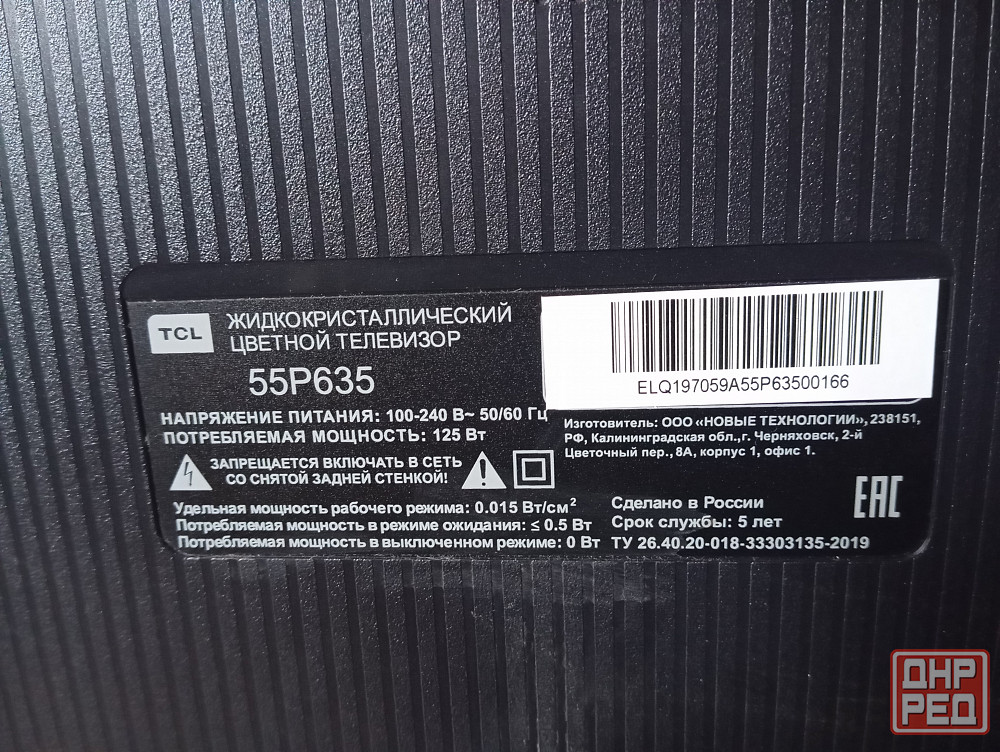 TCL
ЖИДКОКРИСТАЛЛИЧЕСКИЙ
ЦВЕТНОЙ ТЕЛЕВИЗОР
55P635
НАПРЯЖЕНИЕ ПИТАНИЯ: 100-240 В~ 50/60 Гц
ПОТРЕБЛЯЕМАЯ МОЩНОСТЬ: 125 Вт
ЗАПРЕЩАЕТСЯ ВКЛЮЧАТЬ В СЕТЬ
СО СНЯТОЙ ЗАДНЕЙ СТЕНКОЙ!
Удельная мощность рабочего режима: 0.015 Вт/см²
Потребляемая мощность в режиме ожидания: ≤ 0.5 Вт
Потребляемая мощность в выключенном режиме: 0 Вт
ELQ197059A55P63500166
Изготовитель: ООО «НОВЫЕ ТЕХНОЛОГИИ», 238151,
РФ, Калининградская обл.,г. Черняховск, 2-й
Цветочный пер., 8А, корпус 1, офис 1.
Сделано в России
Срок службы: 5 лет
ТУ 26.40.20-018-33303135-2019
EAC
ДНР
РЕД